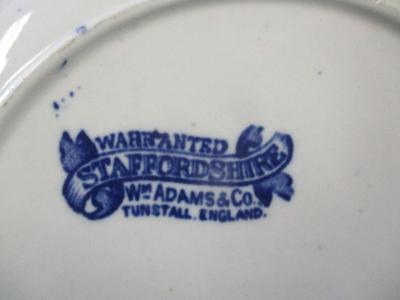 WARRANTED
STAFFORDSHIRE
Wm ADAMS & Co.
TUNSTALL. ENGLAND.